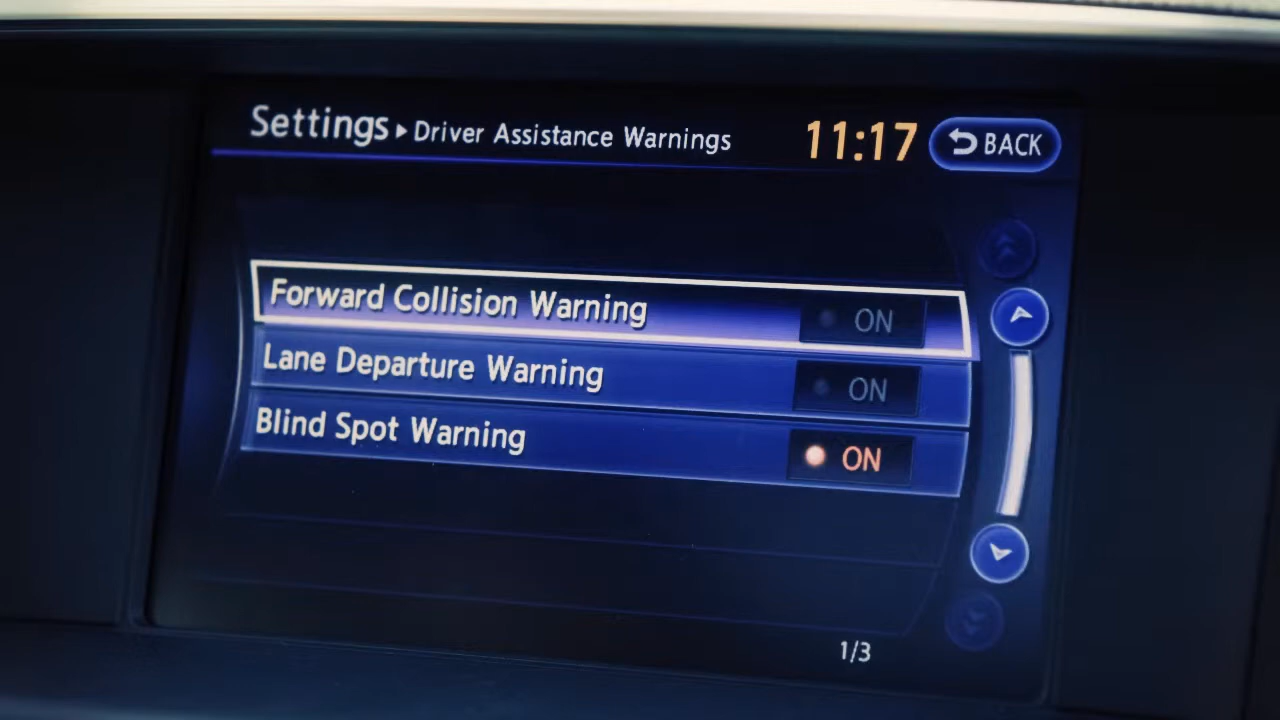 Settings ▸ Driver Assistance Warnings 11:17 BACK
Forward Collision Warning ON
Lane Departure Warning ON
Blind Spot Warning ON
1/3